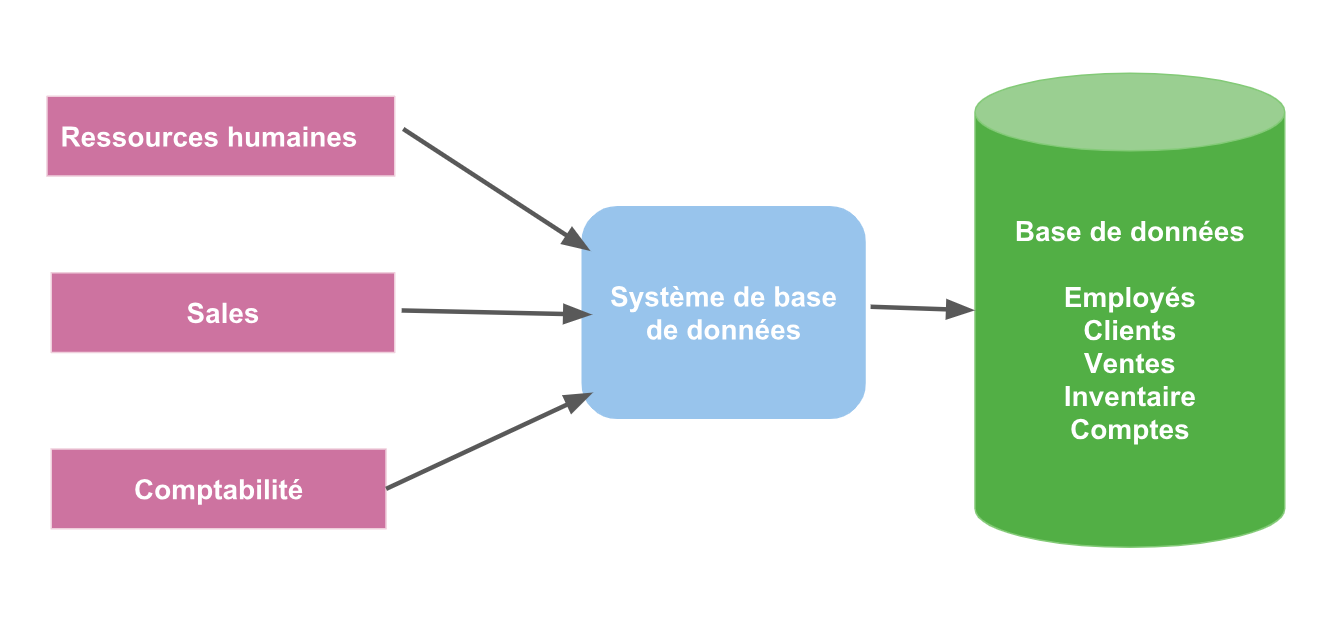 Ressources humaines
Sales
Comptabilité
Système de base
de données
Base de données
Employés
Clients
Ventes
Inventaire
Comptes